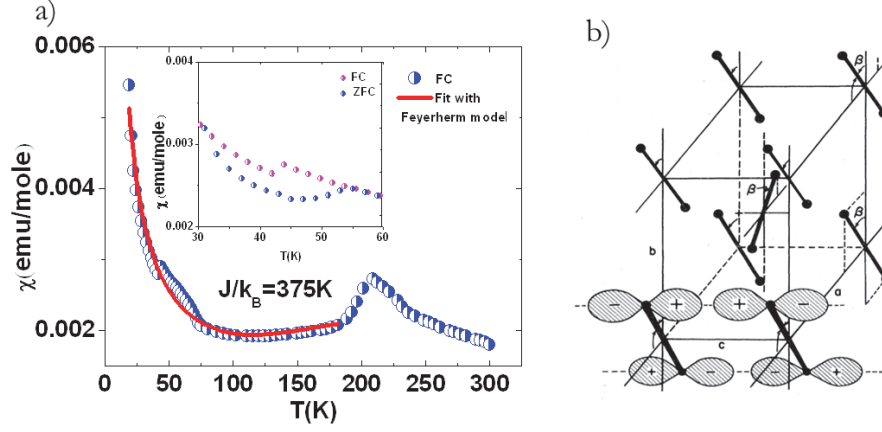 a)
0.006
0.004
0.002
χ(emu/mole)
0 50 100 150 200 250 300
T(K)
FC
Fit with
Feyerherm model
J/k_B=375K
0.004
0.003
0.002
χ(emu/mole)
30 40 50 60
T(K)
FC
ZFC
b)
β
β
β
β
b
a
− + + −
c
+ − − +